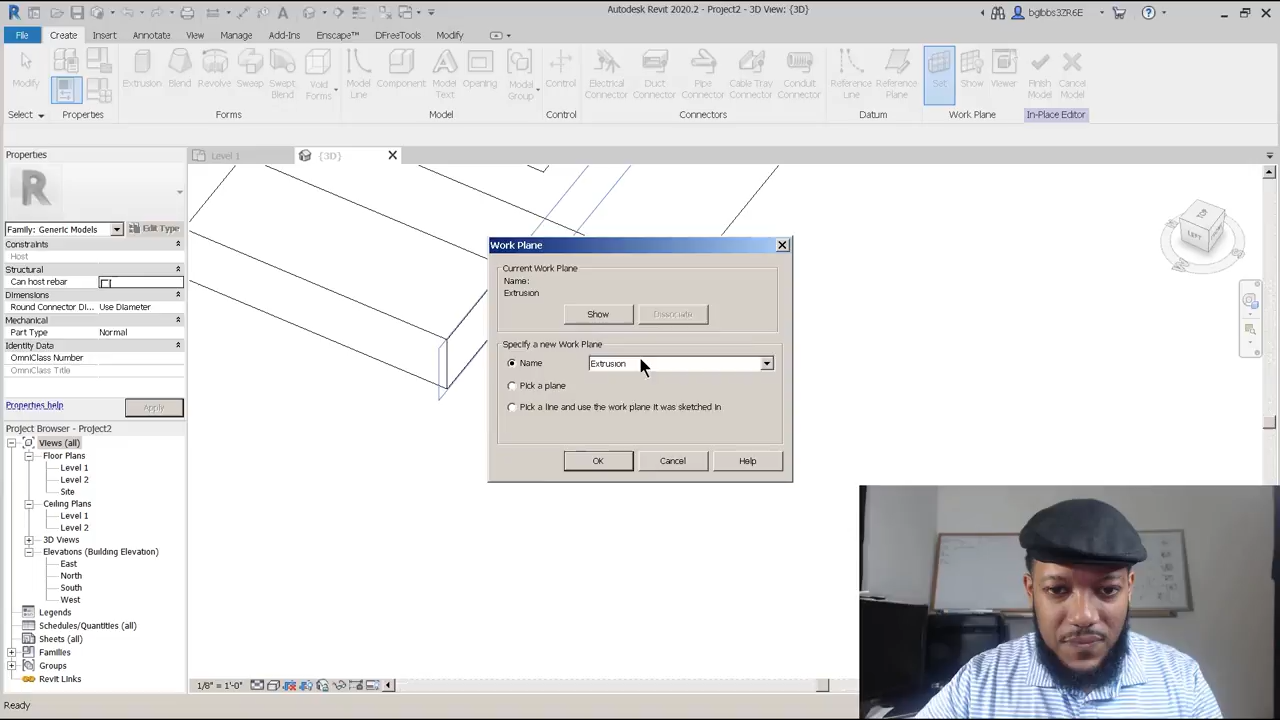 Autodesk Revit 2020.2 - Project2 - 3D View: {3D}
bgibbs3ZR6E
File Create Insert Annotate View Manage Add-Ins Enscape™ DFreeTools Modify
Modify Extrusion Blend Revolve Sweep Swept Blend Void Forms Model Line Component Model Text Opening Model Group Control Electrical Connector Duct Connector Pipe Connector Cable Tray Connector Conduit Connector Reference Line Reference Plane Set Show Viewer Finish Model Cancel Model
Select Properties Forms Model Control Connectors Datum Work Plane In-Place Editor
Properties
Level 1
{3D}
R
Family: Generic Models
Edit Type
Constraints
Host
Structural
Can host rebar
Dimensions
Round Connector Di... Use Diameter
Mechanical
Part Type Normal
Identity Data
OmniClass Number
OmniClass Title
Properties help
Apply
Project Browser - Project2
Views (all)
Floor Plans
Level 1
Level 2
Site
Ceiling Plans
Level 1
Level 2
3D Views
Elevations (Building Elevation)
East
North
South
West
Legends
Schedules/Quantities (all)
Sheets (all)
Families
Groups
Revit Links
Work Plane
Current Work Plane
Name:
Extrusion
Show
Specify a new Work Plane
Name Extrusion
Pick a plane
Pick a line and use the work plane it was sketched in
OK Cancel Help
TOP
LEFT
1/8" = 1'-0"
Ready